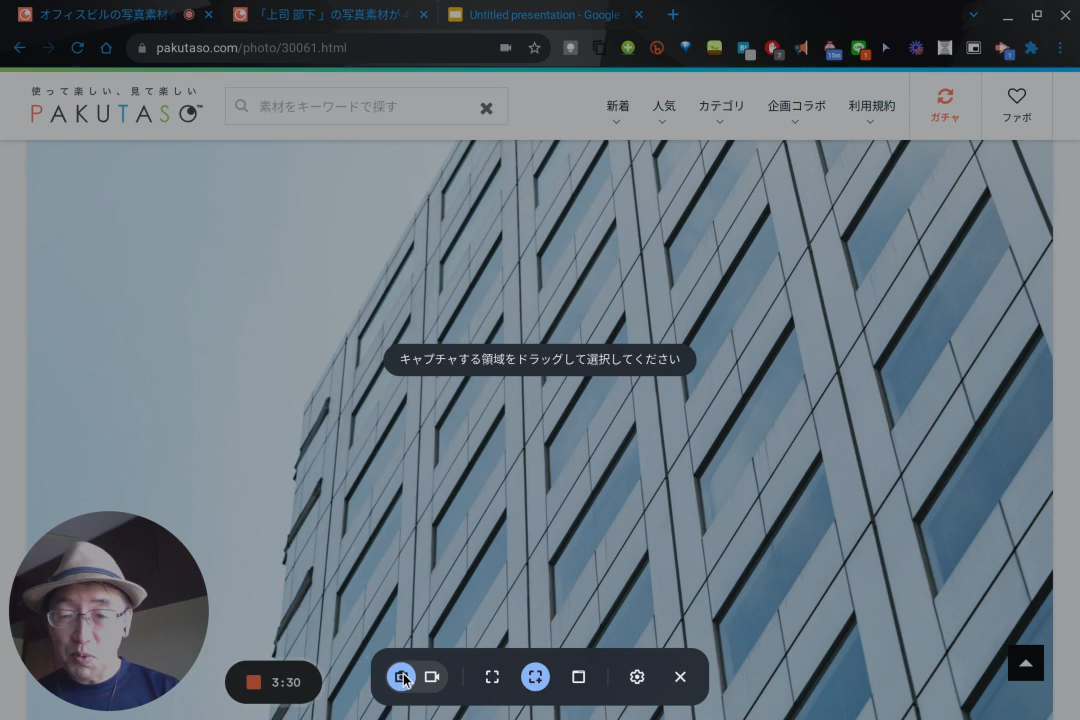 オフィスビルの写真素材
「上司 部下 」の写真素材が
Untitled presentation - Google
pakutaso.com/photo/30061.html
7
15m
1
1
使って楽しい、見て楽しい
PAKUTASO™
素材をキーワードで探す
新着
人気
カテゴリ
企画コラボ
利用規約
ガチャ
ファボ
キャプチャする領域をドラッグして選択してください
3:30